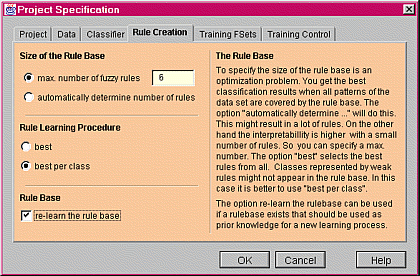 Project Specification
Project
Data
Classifier
Rule Creation
Training FSets
Training Control
Size of the Rule Base
max. number of fuzzy rules
6
automatically determine number of rules
Rule Learning Procedure
best
best per class
Rule Base
re-learn the rule base
The Rule Base
To specify the size of the rule base is an
optimization problem. You get the best
classification results when all patterns of the
data set are covered by the rule base. The
option "automatically determine ..." will do this.
This might result in a lot of rules. On the other
hand the interpretability is higher with a small
number of rules. So you can specify a max.
number. The option "best" selects the best
rules from all. Classes represented by weak
rules might not appear in the rule base. In this
case it is better to use "best per class".
The option re-learn the rulebase can be used
if a rulebase exists that should be used as
prior knowledge for a new learning process.
OK
Cancel
Help